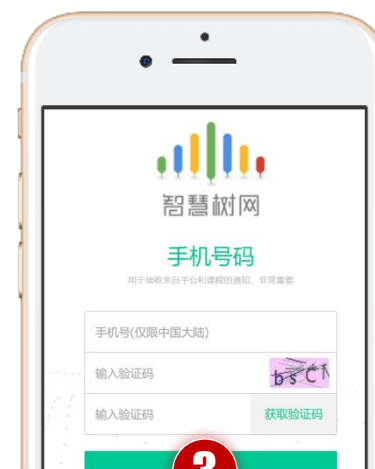 智慧树网
手机号码
用于接收来自平台和课程的通知，非常重要
手机号(仅限中国大陆)
输入验证码
bsCN
输入验证码
获取验证码
3